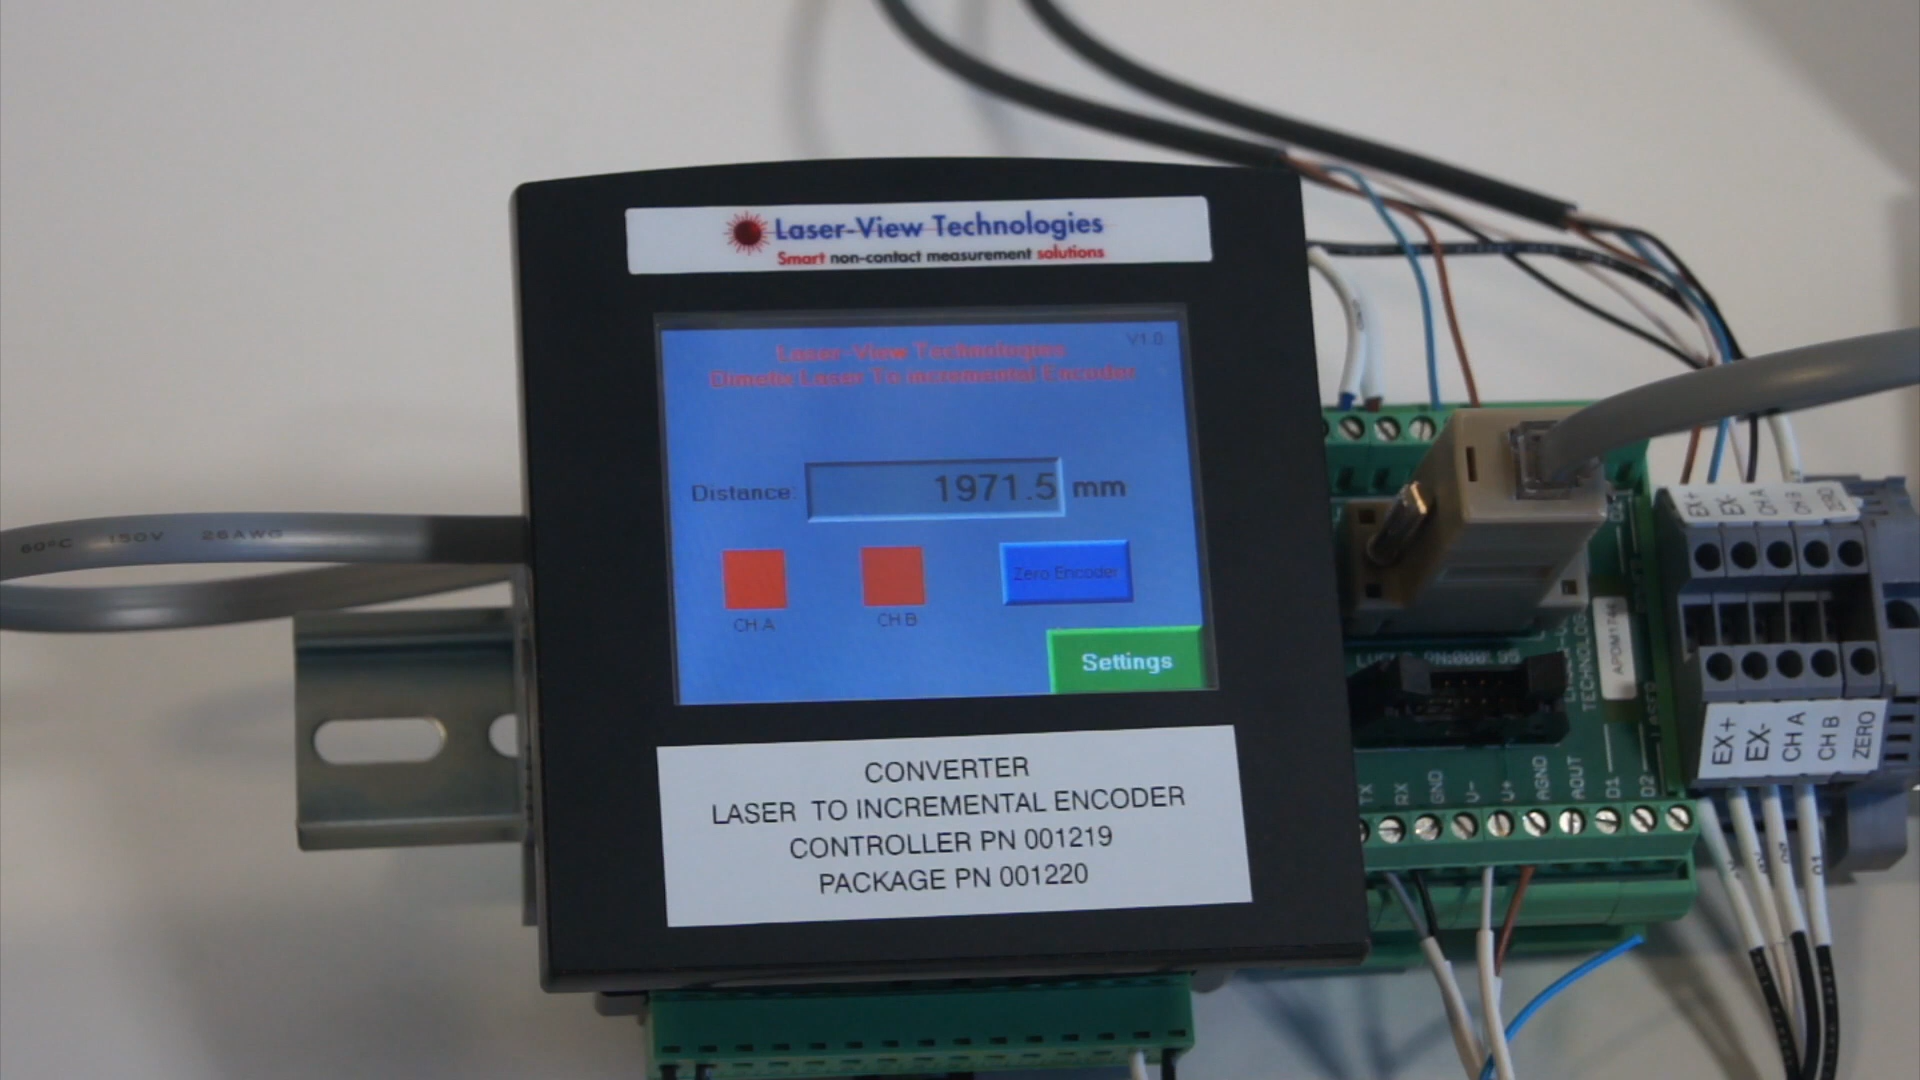 Laser-View Technologies
Smart non-contact measurement solutions
V1.0
Laser-View Technologies
Dimetix Laser To Incremental Encoder
Distance: 1971.5 mm
CH A
CH B
Zero Encoder
Settings
CONVERTER
LASER TO INCREMENTAL ENCODER
CONTROLLER PN 001219
PACKAGE PN 001220
60°C 150V 26AWG
EX+
EX-
CH A
CH B
ZERO
TX
RX
GND
V-
V+
AGND
AOUT
D1
D2
EX+
EX-
CH A
CH B
ZERO